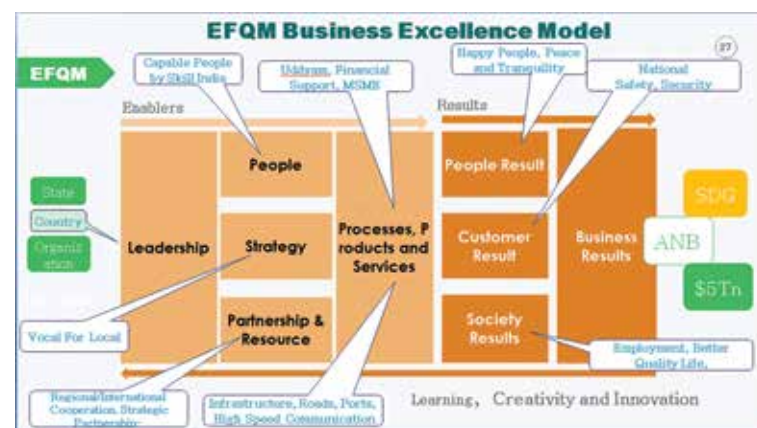 EFQM Business Excellence Model
27
EFQM
Capable People
by Skill India
Uddyam, Financial
Support, MSME
Happy People, Peace
and Tranquility
National
Safety, Security
Enablers
Results
People
People Result
State
Country
Organiz
ation
Leadership
Strategy
Processes, P
roducts and
Services
Customer
Result
Business
Results
SDG
ANB
$5Tn
Partnership &
Resource
Society
Results
Vocal For Local
Employment, Better
Quality Life,
Regional/International
Cooperation, Strategic
Partnership
Infrastructure, Roads, Ports,
High Speed Communication
Learning, Creativity and Innovation